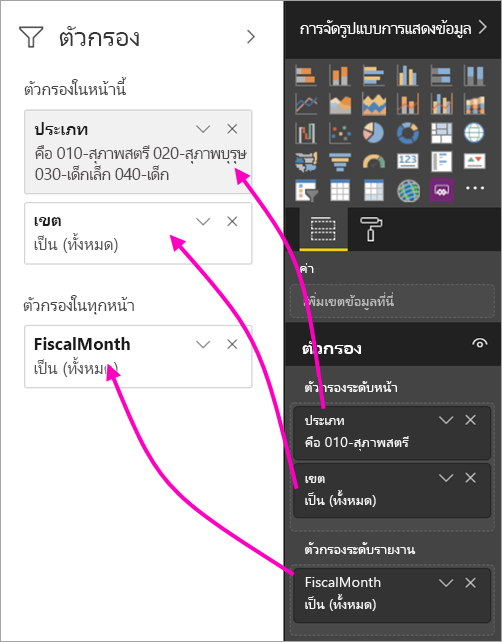 ตัวกรอง
ตัวกรองในหน้านี้
ประเภท
คือ 010-สุภาพสตรี 020-สุภาพบุรุษ
030-เด็กเล็ก 040-เด็ก
เขต
เป็น (ทั้งหมด)
ตัวกรองในทุกหน้า
FiscalMonth
เป็น (ทั้งหมด)
การจัดรูปแบบการแสดงข้อมูล
123
R
ค่า
เพิ่มเขตข้อมูลที่นี่
ตัวกรอง
ตัวกรองระดับหน้า
ประเภท
คือ 010-สุภาพสตรี
เขต
เป็น (ทั้งหมด)
ตัวกรองระดับรายงาน
FiscalMonth
เป็น (ทั้งหมด)